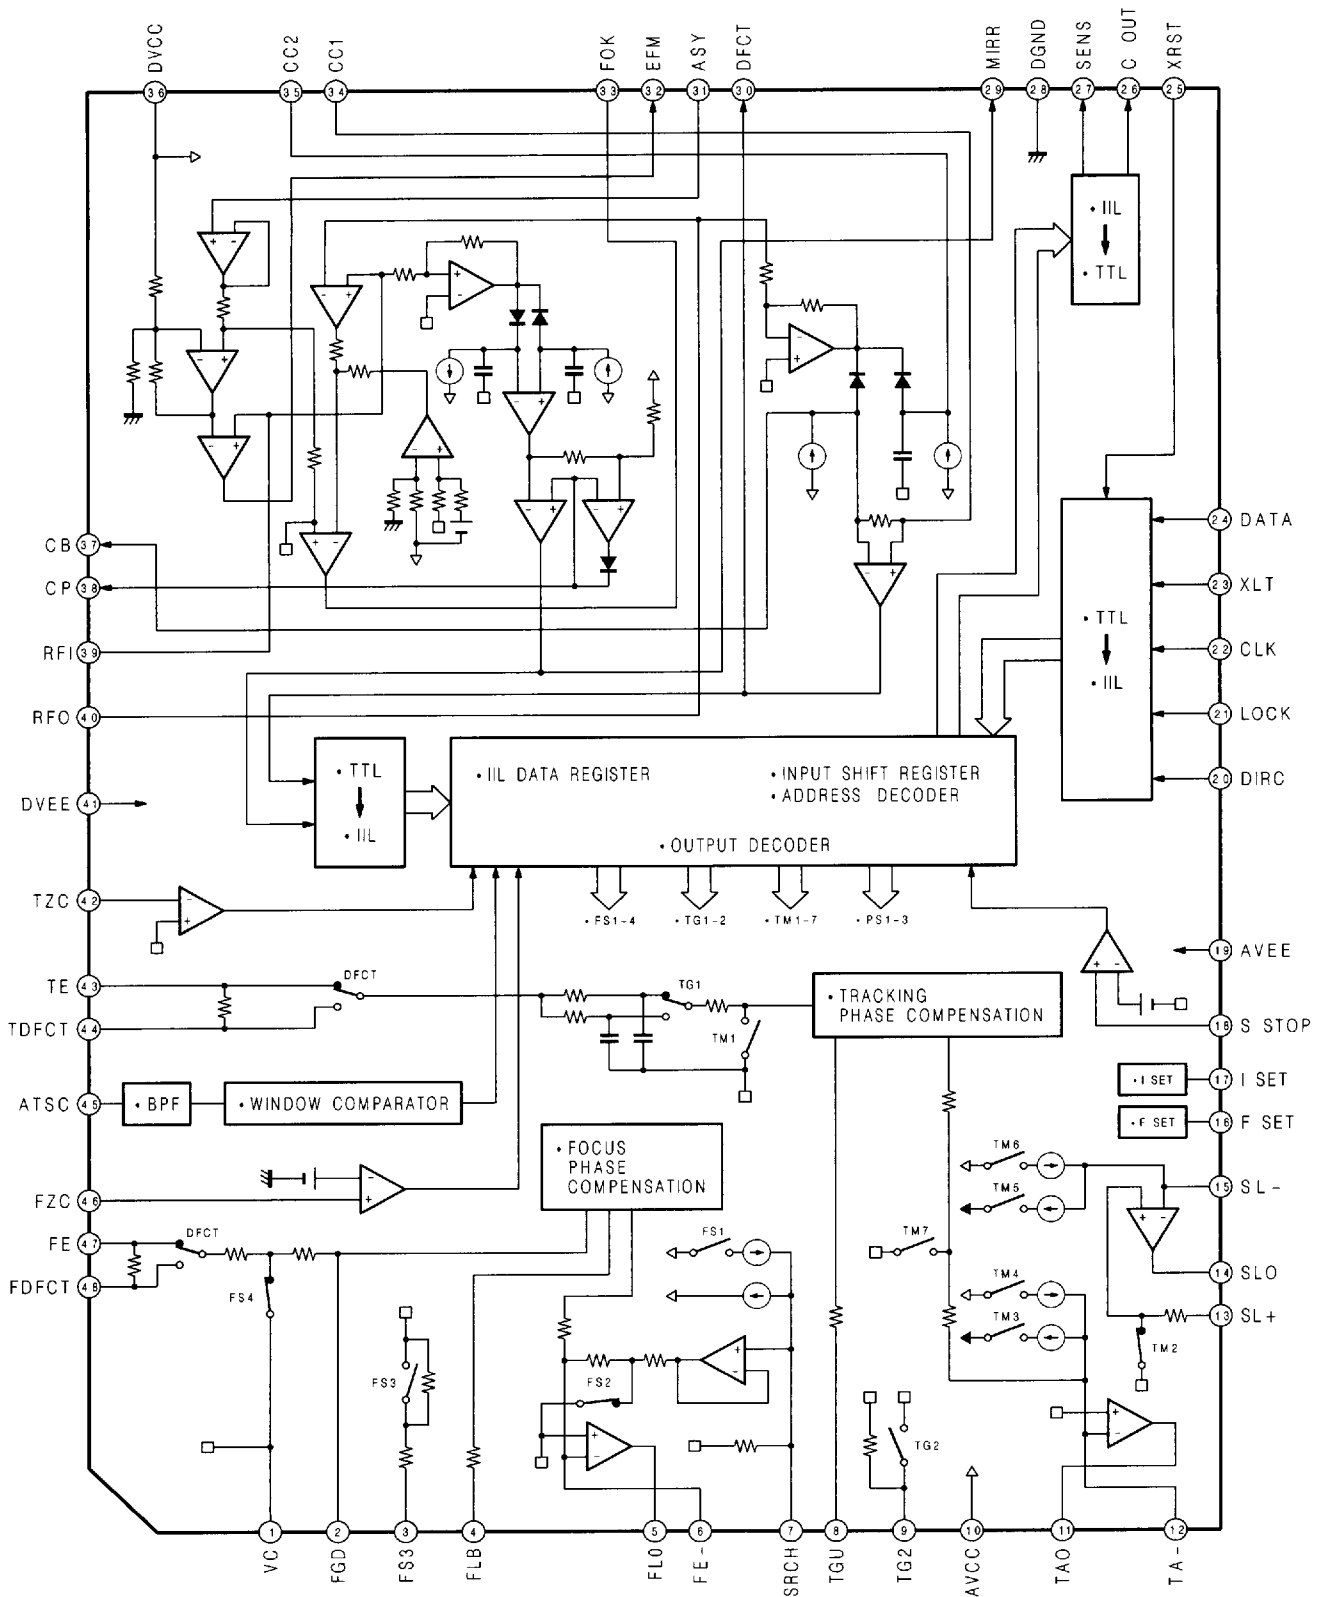 DVCC
CC2
CC1
FOK
EFM
ASY
DFCT
MIRR
DGND
SENS
C OUT
XRST
36
35
34
33
32
31
30
29
28
27
26
25
• IIL
• TTL
+ -
- +
- +
- +
- +
+
-
-
+
- +
- +
- +
- +
+ -
- +
CB 37
CP 38
RFI 39
RFO 40
DVEE 41
24 DATA
23 XLT
22 CLK
21 LOCK
20 DIRC
• TTL
• IIL
• TTL
• IIL
• IIL DATA REGISTER
• INPUT SHIFT REGISTER
• ADDRESS DECODER
• OUTPUT DECODER
• FS1-4
• TG1-2
• TM1-7
• PS1-3
TZC 42
-
+
19 AVEE
+ -
18 S STOP
TE 43
DFCT
TDFCT 44
TG1
TM1
• TRACKING
PHASE COMPENSATION
ATSC 45
• BPF
• WINDOW COMPARATOR
• I SET
17 I SET
• F SET
16 F SET
• FOCUS
PHASE
COMPENSATION
FZC 46
-
+
TM6
TM5
15 SL-
+ -
FE 47
DFCT
FDFCT 48
FS4
FS1
TM7
TM4
TM3
14 SLO
13 SL+
TM2
FS3
FS2
+
-
+
-
TG2
+
-
1
2
3
4
5
6
7
8
9
10
11
12
VC
FGD
FS3
FLB
FLO
FE-
SRCH
TGU
TG2
AVCC
TAO
TA-